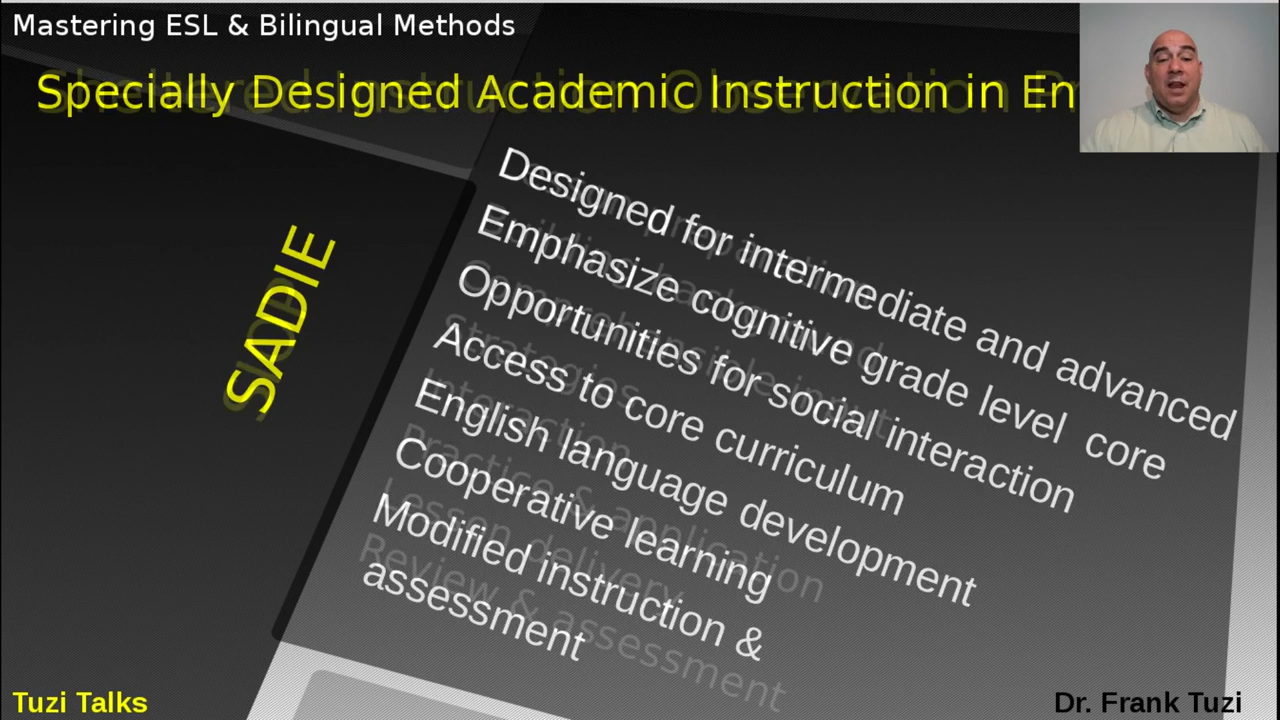 Mastering ESL & Bilingual Methods
Specially Designed Academic Instruction in En
SADIE
Designed for intermediate and advanced
Emphasize cognitive grade level core
Opportunities for social interaction
Access to core curriculum
English language development
Cooperative learning
Modified instruction &
assessment
Tuzi Talks
Dr. Frank Tuzi